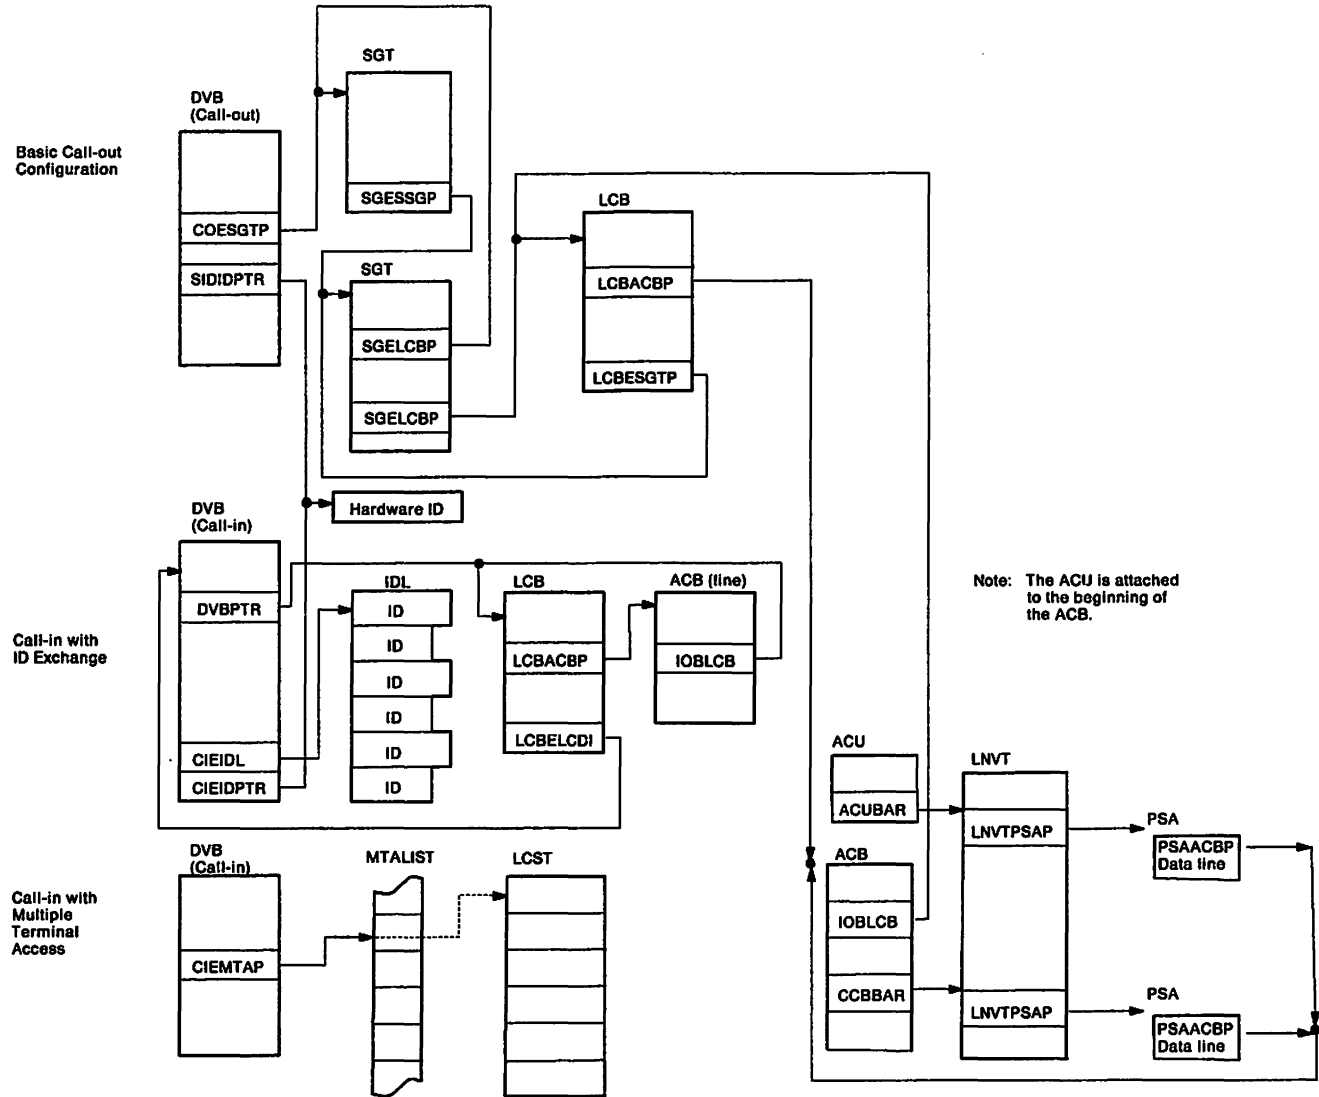 SGT
DVB
(Call-out)
Basic Call-out
Configuration
SGESSGP
LCB
COESGTP
SGT
SIDIDPTR
LCBACBP
SGELCBP
LCBESGTP
SGELCBP
Hardware ID
DVB
(Call-in)
IDL
LCB
ACB (line)
Note: The ACU is attached
to the beginning of
the ACB.
DVBPTR
ID
Call-in with
ID Exchange
ID
LCBACBP
IOBLCB
ID
ID
LCBELCDI
ID
CIEIDL
CIEIDPTR
ID
ACU
LNVT
ACUBAR
LNVTPSAP
PSA
PSAACBP
Data line
DVB
(Call-in)
MTALIST
LCST
ACB
Call-in with
Multiple
Terminal
Access
IOBLCB
CIEMTAP
CCBBAR
LNVTPSAP
PSA
PSAACBP
Data line